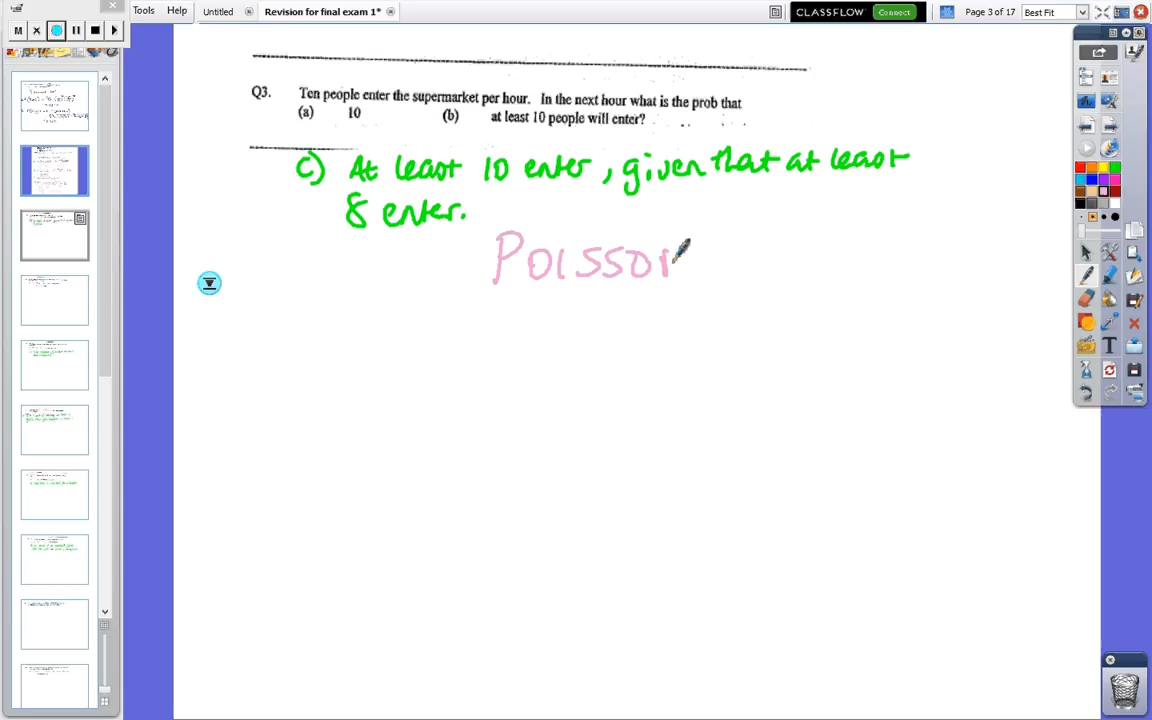 Tools Help Untitled Revision for final exam 1* CLASSFLOW Connect Page 3 of 17 Best Fit
M
Q3. Ten people enter the supermarket per hour. In the next hour what is the prob that
(a) 10 (b) at least 10 people will enter?
c) At least 10 enter, given that at least
8 enter.
Poisson
T